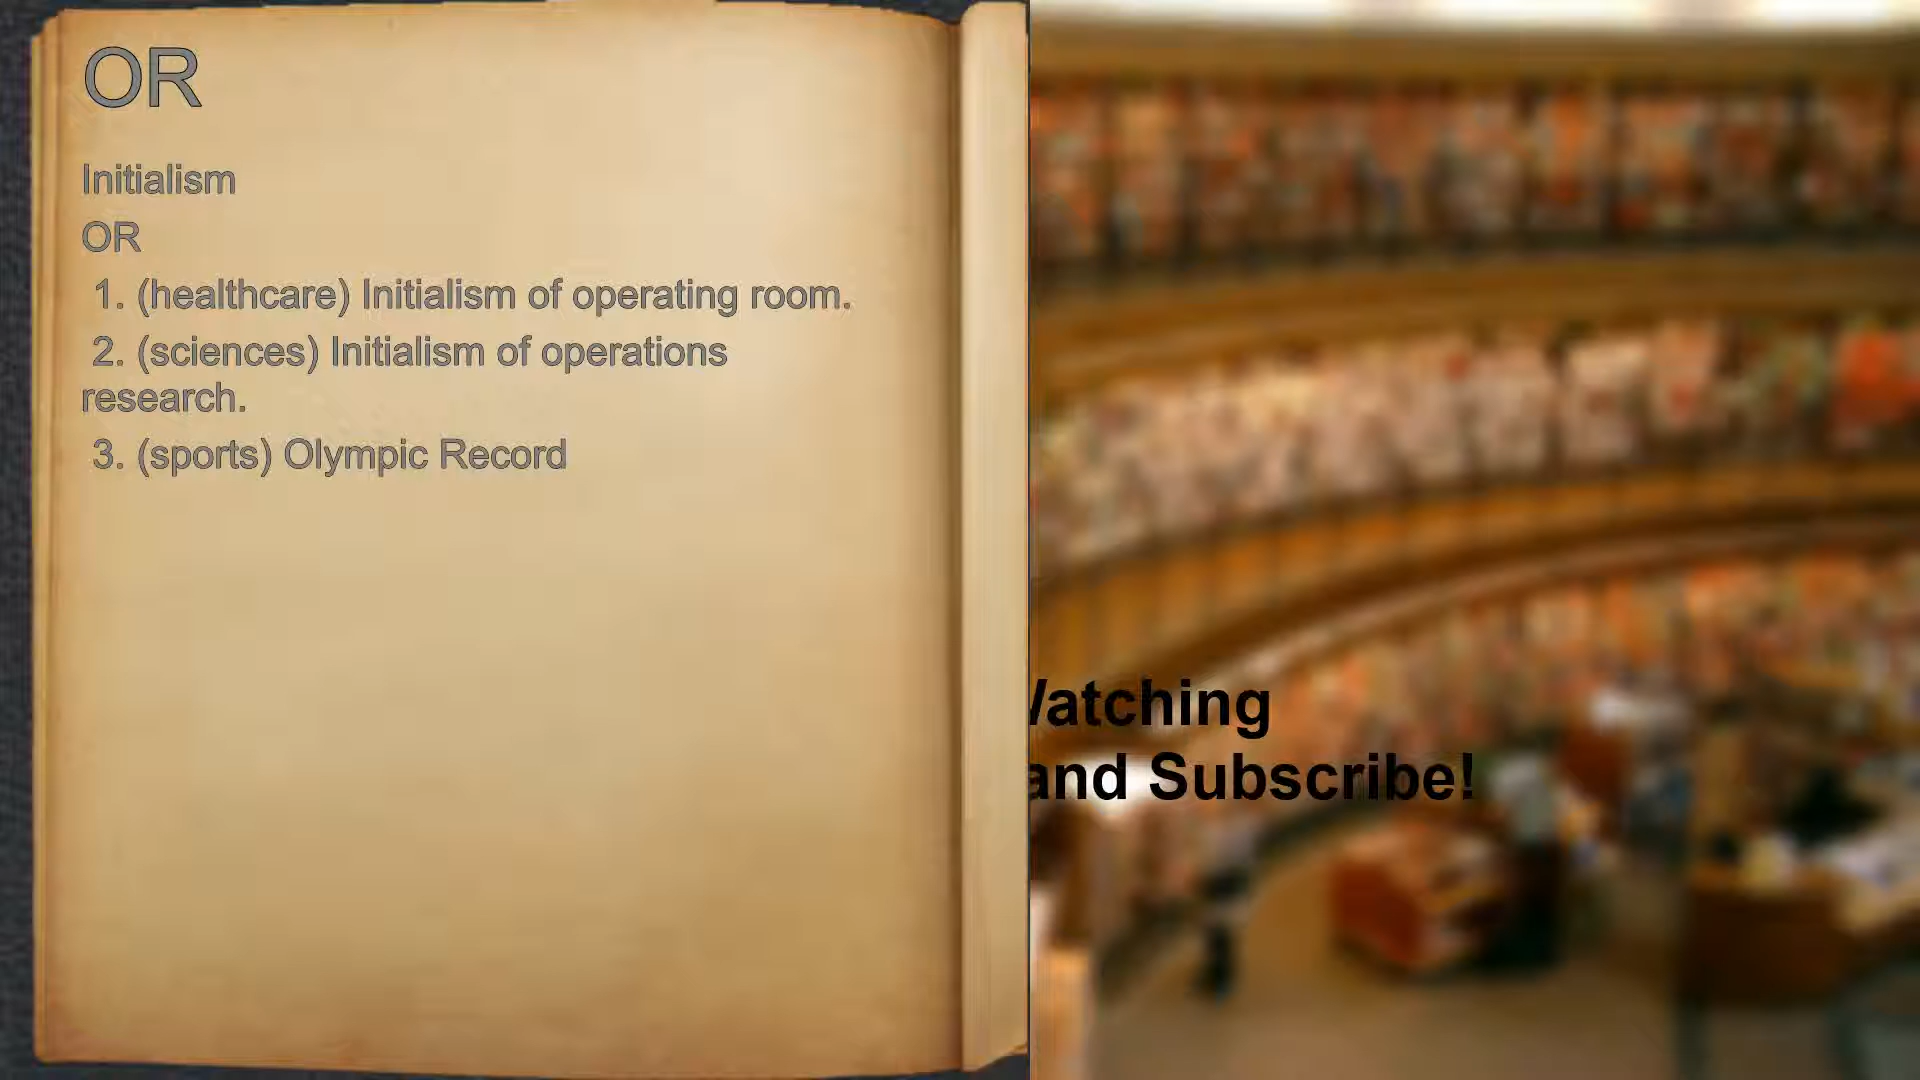 OR
Initialism
OR
1. (healthcare) Initialism of operating room.
2. (sciences) Initialism of operations
research.
3. (sports) Olympic Record
atching
and Subscribe!